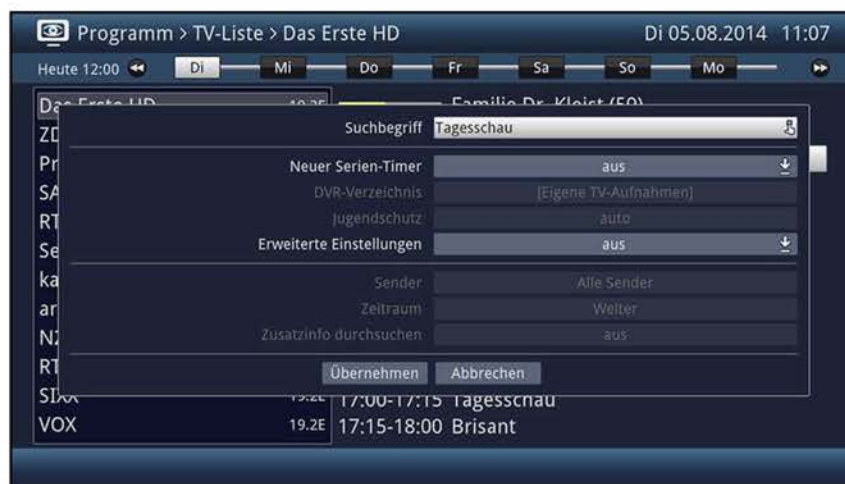 Programm > TV-Liste > Das Erste HD Di 05.08.2014 11:07
Heute 12:00 Di Mi Do Fr Sa So Mo
Suchbegriff Tagesschau
Neuer Serien-Timer aus
DVR-Verzeichnis [Eigene TV-Aufnahmen]
Jugendschutz auto
Erweiterte Einstellungen aus
Sender Alle Sender
Zeitraum Weiter
Zusatzinfo durchsuchen aus
Übernehmen Abbrechen
SIXX 19.2E 17:00-17:15 Tagesschau
VOX 19.2E 17:15-18:00 Brisant